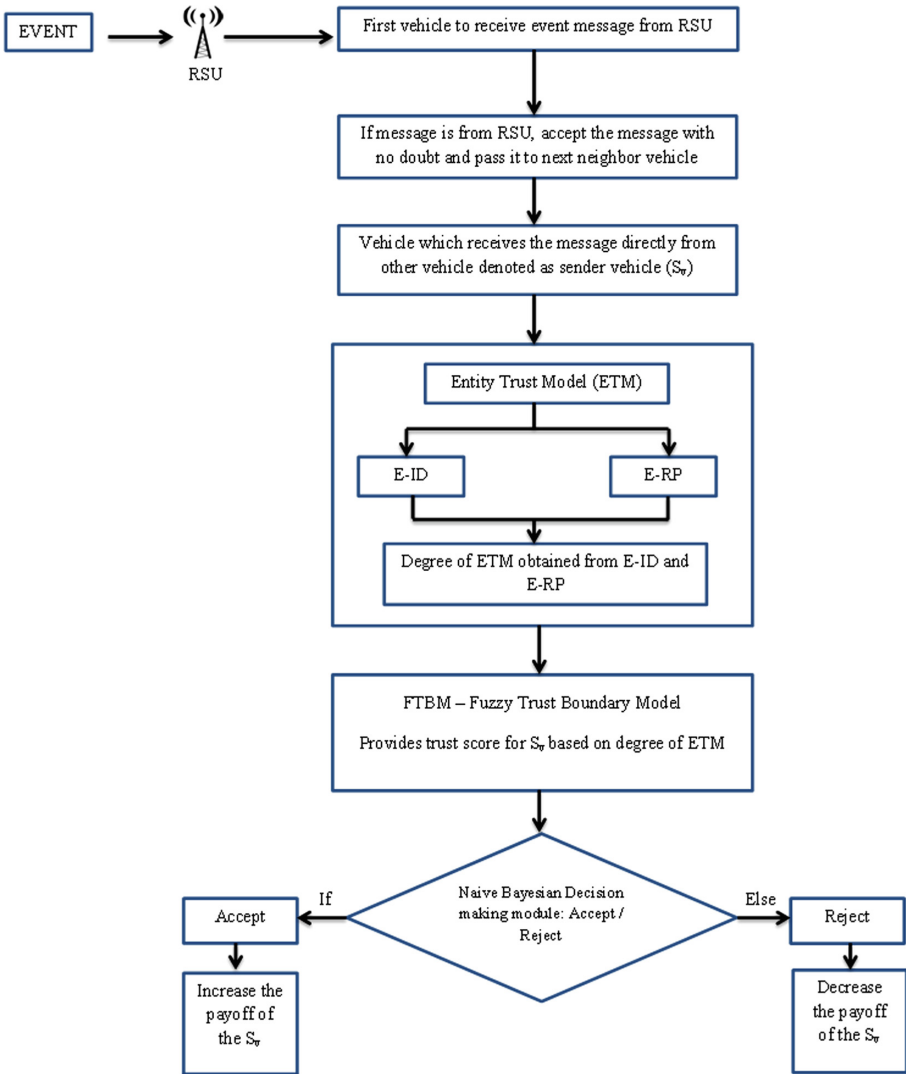 EVENT
RSU
First vehicle to receive event message from RSU
If message is from RSU, accept the message with
no doubt and pass it to next neighbor vehicle
Vehicle which receives the message directly from
other vehicle denoted as sender vehicle (Sᵥ)
Entity Trust Model (ETM)
E-ID
E-RP
Degree of ETM obtained from E-ID and
E-RP
FTBM – Fuzzy Trust Boundary Model
Provides trust score for Sᵥ based on degree of ETM
Naive Bayesian Decision
making module: Accept /
Reject
If
Else
Accept
Reject
Increase the
payoff of
the Sᵥ
Decrease
the payoff
of the Sᵥ